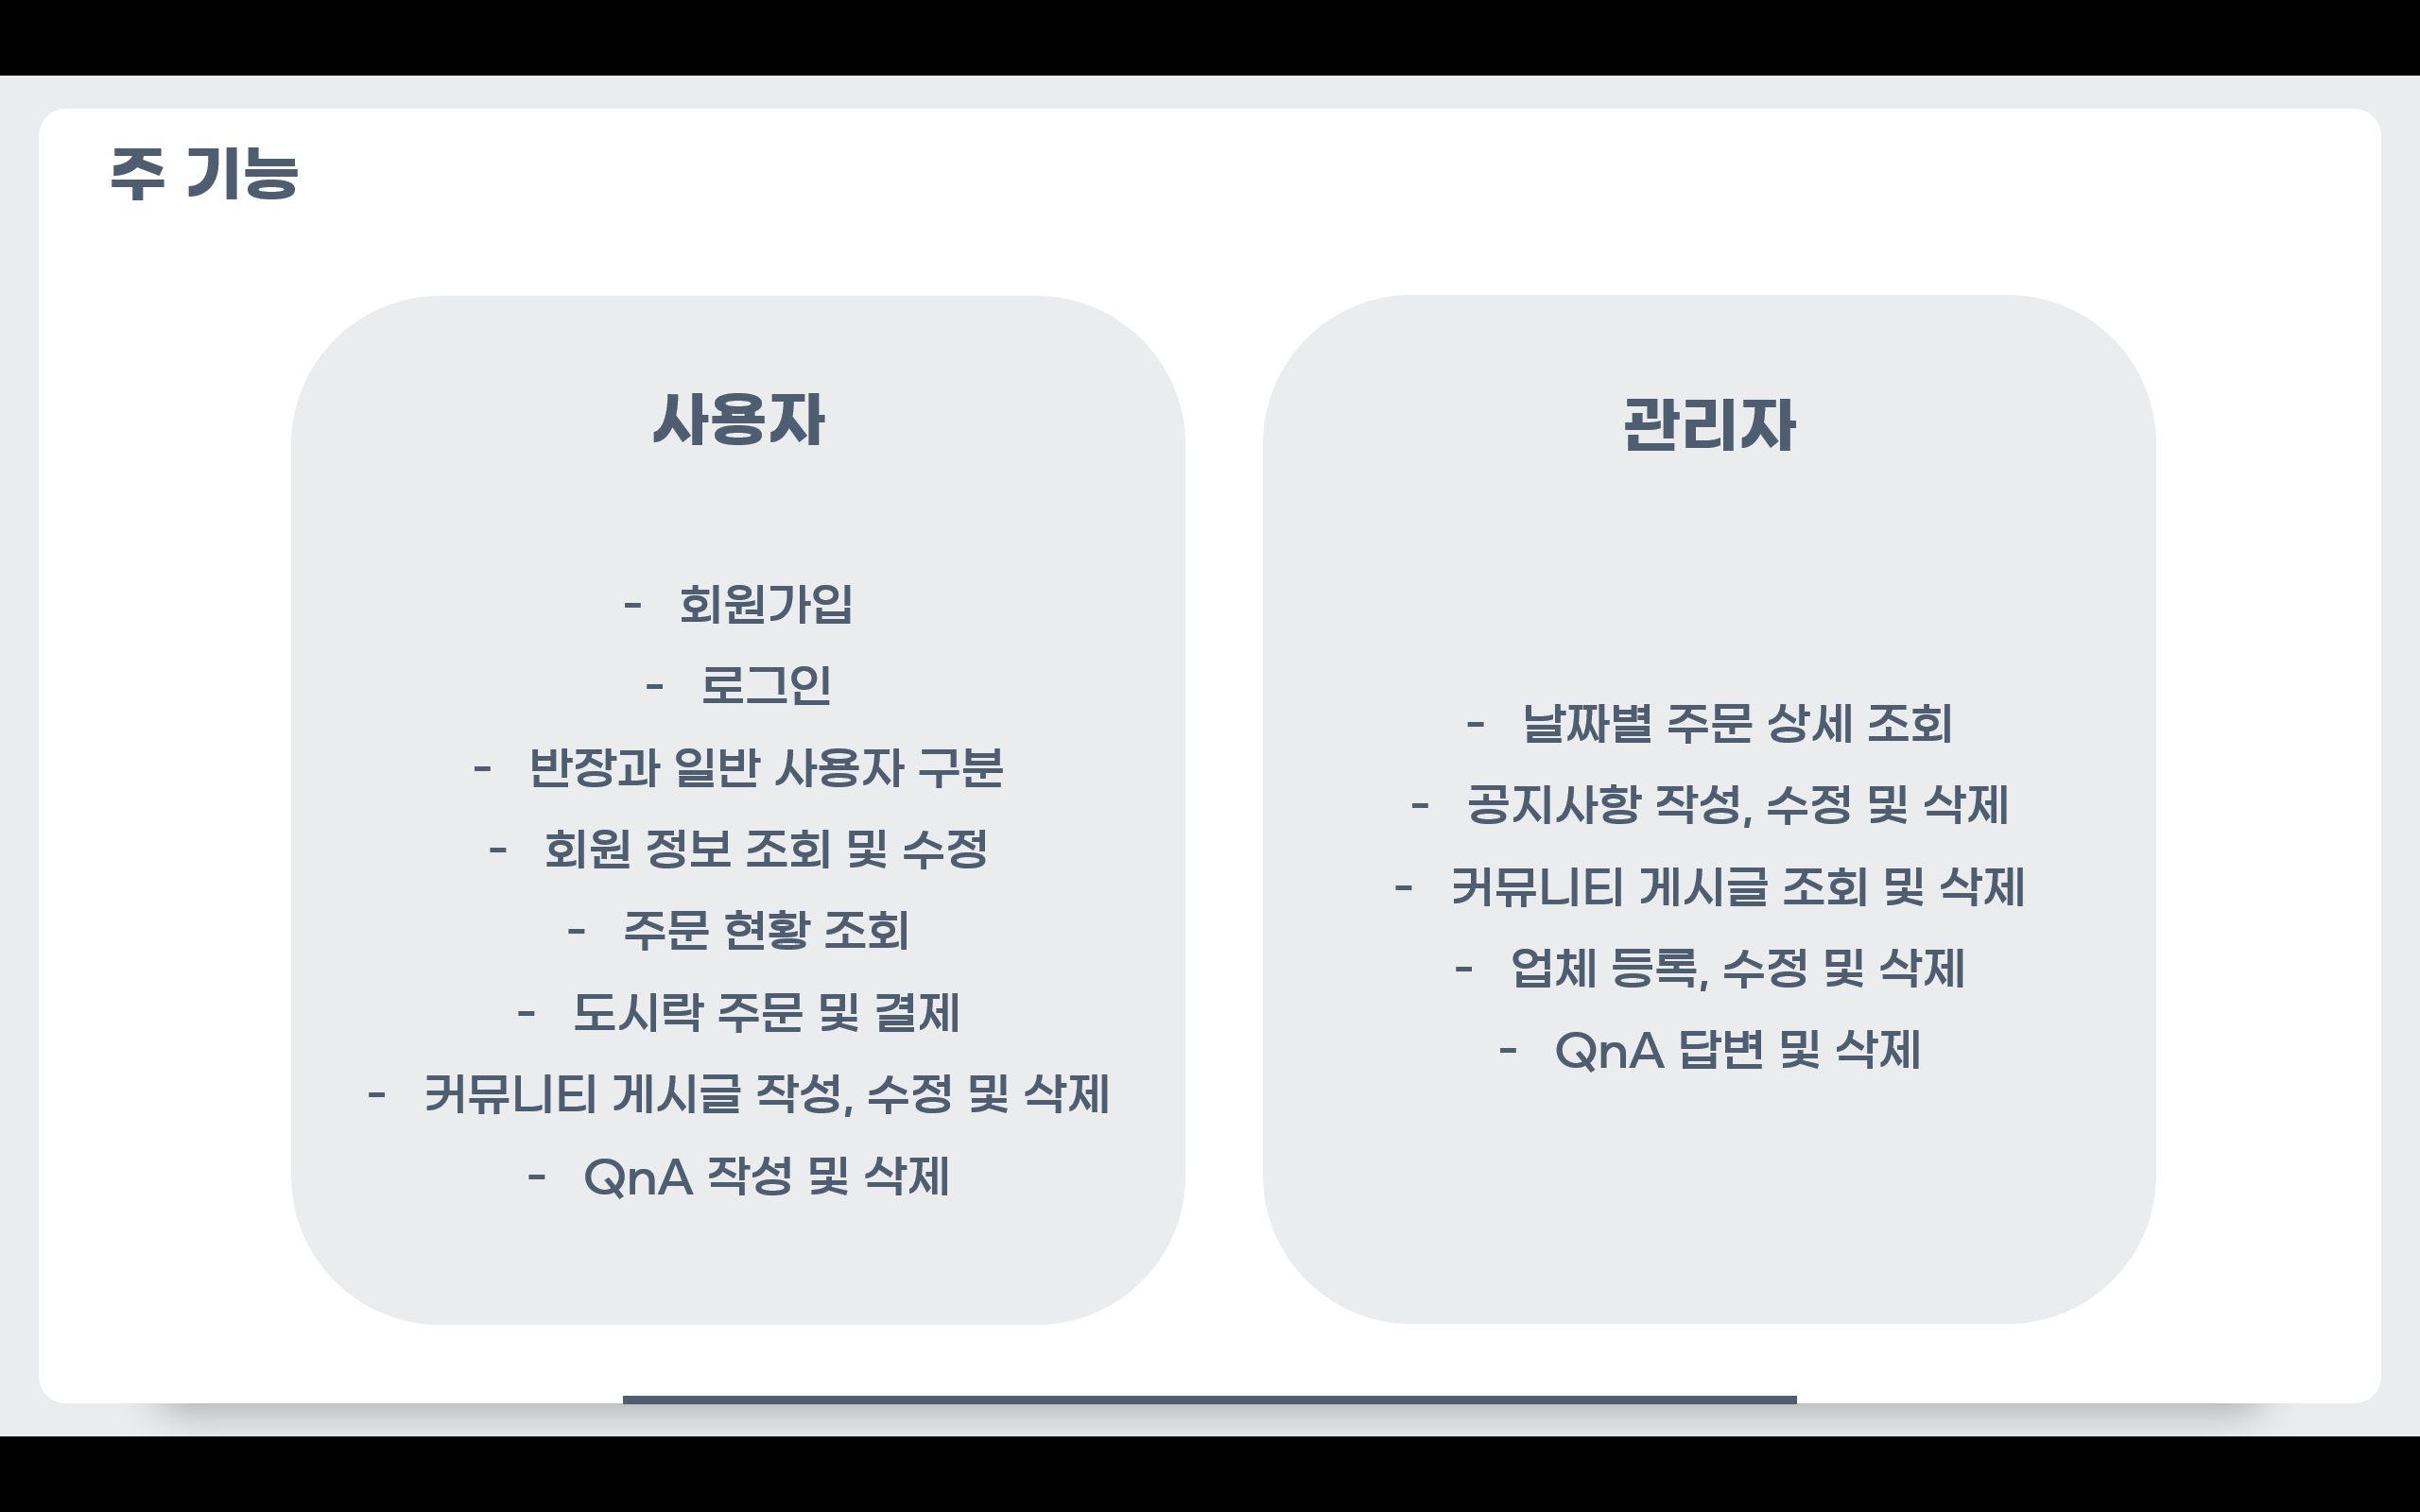 주 기능
사용자
- 회원가입
- 로그인
- 반장과 일반 사용자 구분
- 회원 정보 조회 및 수정
- 주문 현황 조회
- 도시락 주문 및 결제
- 커뮤니티 게시글 작성, 수정 및 삭제
- QnA 작성 및 삭제
관리자
- 날짜별 주문 상세 조회
- 공지사항 작성, 수정 및 삭제
- 커뮤니티 게시글 조회 및 삭제
- 업체 등록, 수정 및 삭제
- QnA 답변 및 삭제